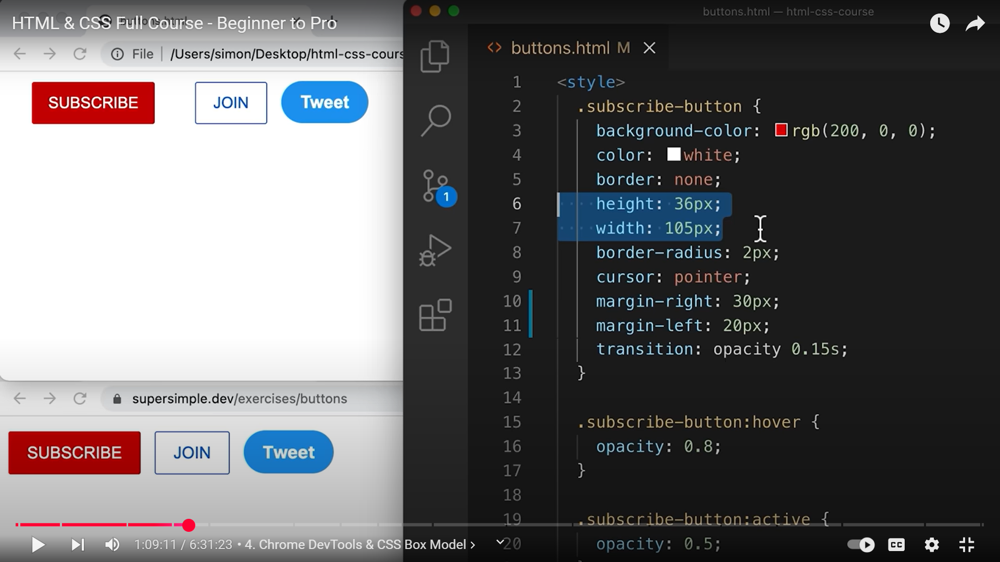 HTML & CSS Full Course - Beginner to Pro
buttons.html — html-css-course
File | /Users/simon/Desktop/html-css-cours
buttons.html M
SUBSCRIBE
JOIN
Tweet
1 <style>
2 .subscribe-button {
3 background-color: rgb(200, 0, 0);
4 color: white;
5 border: none;
6 height: 36px;
7 width: 105px;
8 border-radius: 2px;
9 cursor: pointer;
10 margin-right: 30px;
11 margin-left: 20px;
12 transition: opacity 0.15s;
13 }
14
15 .subscribe-button:hover {
16 opacity: 0.8;
17 }
18
19 .subscribe-button:active {
20 opacity: 0.5;
1
supersimple.dev/exercises/buttons
SUBSCRIBE
JOIN
Tweet
1:09:11 / 6:31:23 • 4. Chrome DevTools & CSS Box Model
CC